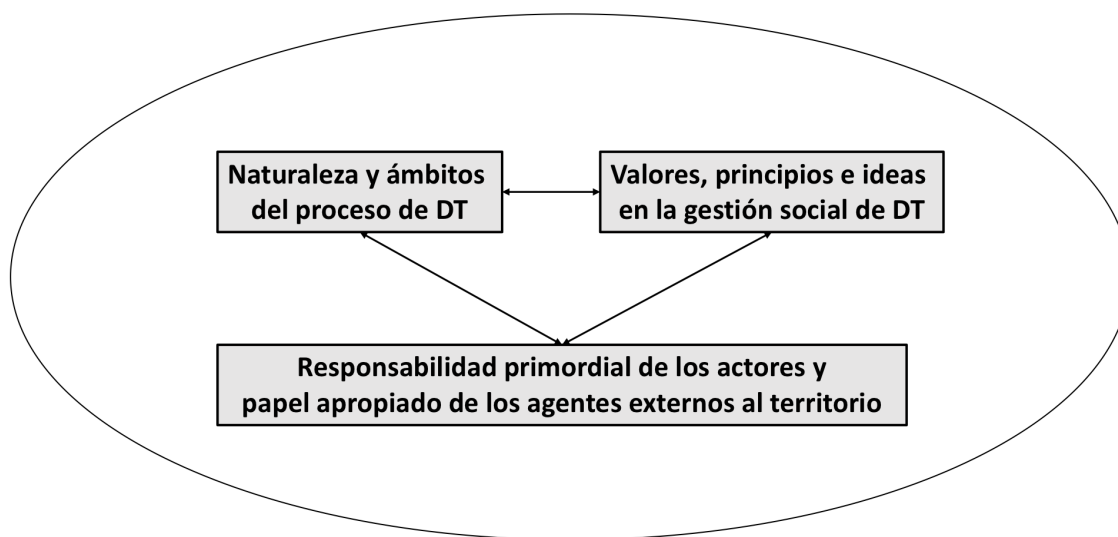 Naturaleza y ámbitos
del proceso de DT
Valores, principios e ideas
en la gestión social de DT
Responsabilidad primordial de los actores y
papel apropiado de los agentes externos al territorio